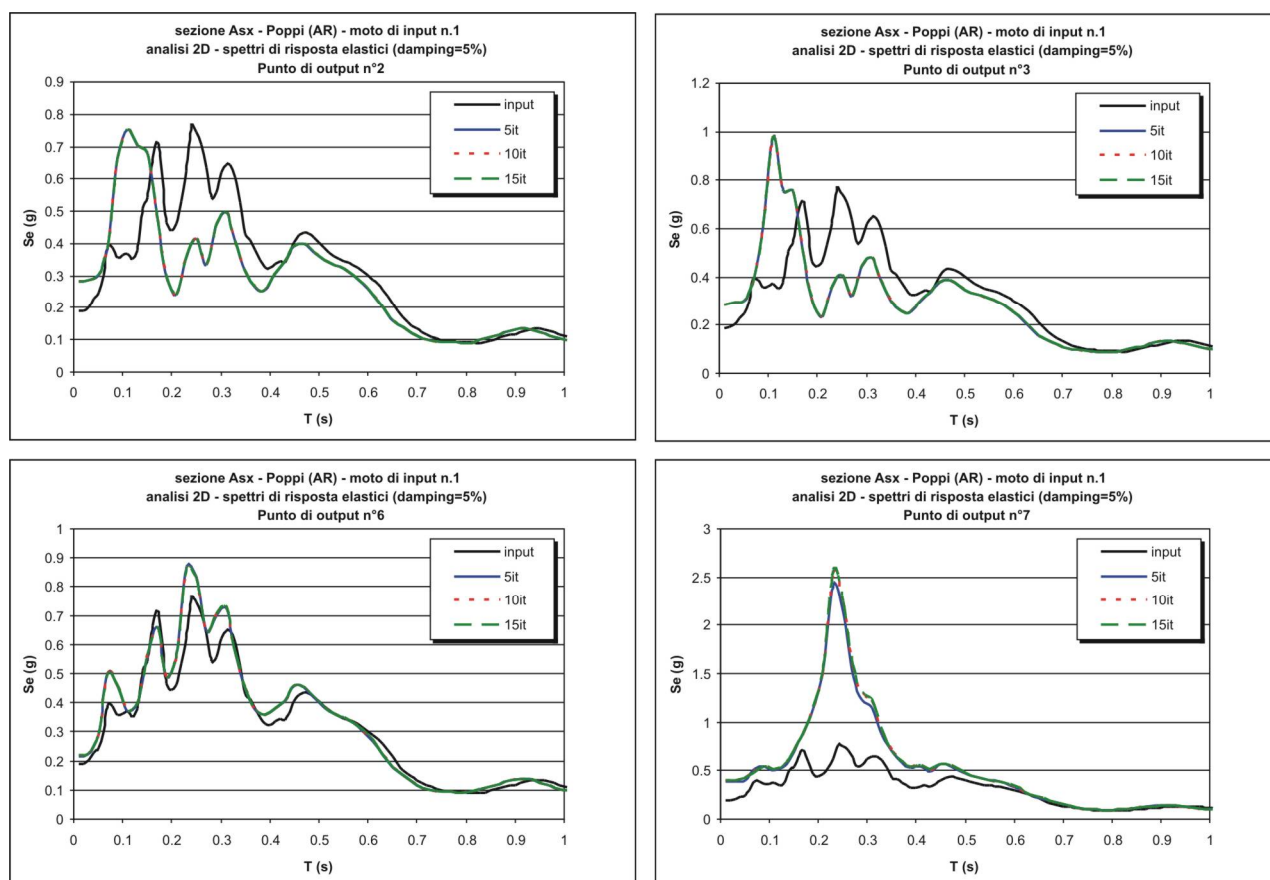 sezione Asx - Poppi (AR) - moto di input n.1
analisi 2D - spettri di risposta elastici (damping=5%)
Punto di output n°2
0.9
0.8
0.7
0.6
0.5
0.4
0.3
0.2
0.1
0
Se (g)
input
5it
10it
15it
0 0.1 0.2 0.3 0.4 0.5 0.6 0.7 0.8 0.9 1
T (s)
sezione Asx - Poppi (AR) - moto di input n.1
analisi 2D - spettri di risposta elastici (damping=5%)
Punto di output n°3
1.2
1
0.8
0.6
0.4
0.2
0
Se (g)
input
5it
10it
15it
0 0.1 0.2 0.3 0.4 0.5 0.6 0.7 0.8 0.9 1
T (s)
sezione Asx - Poppi (AR) - moto di input n.1
analisi 2D - spettri di risposta elastici (damping=5%)
Punto di output n°6
1
0.9
0.8
0.7
0.6
0.5
0.4
0.3
0.2
0.1
0
Se (g)
input
5it
10it
15it
0 0.1 0.2 0.3 0.4 0.5 0.6 0.7 0.8 0.9 1
T (s)
sezione Asx - Poppi (AR) - moto di input n.1
analisi 2D - spettri di risposta elastici (damping=5%)
Punto di output n°7
3
2.5
2
1.5
1
0.5
0
Se (g)
input
5it
10it
15it
0 0.1 0.2 0.3 0.4 0.5 0.6 0.7 0.8 0.9 1
T (s)